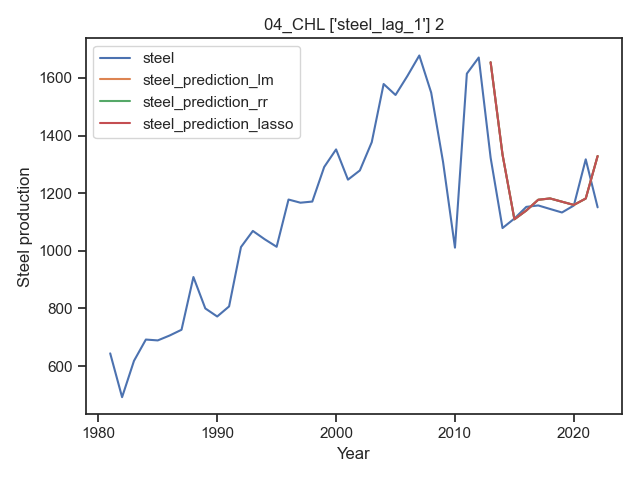 04_CHL ['steel_lag_1'] 2
steel
steel_prediction_lm
steel_prediction_rr
steel_prediction_lasso
Steel production
1600
1400
1200
1000
800
600
1980
1990
2000
2010
2020
Year